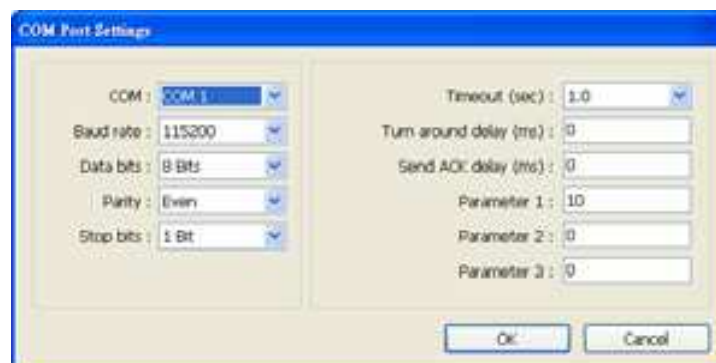 COM Port Settings
COM : COM 1
Baud rate : 115200
Data bits : 8 Bits
Parity : Even
Stop bits : 1 Bit
Timeout (sec) : 1.0
Turn around delay (ms) : 0
Send ACK delay (ms) : 0
Parameter 1 : 10
Parameter 2 : 0
Parameter 3 : 0
OK
Cancel